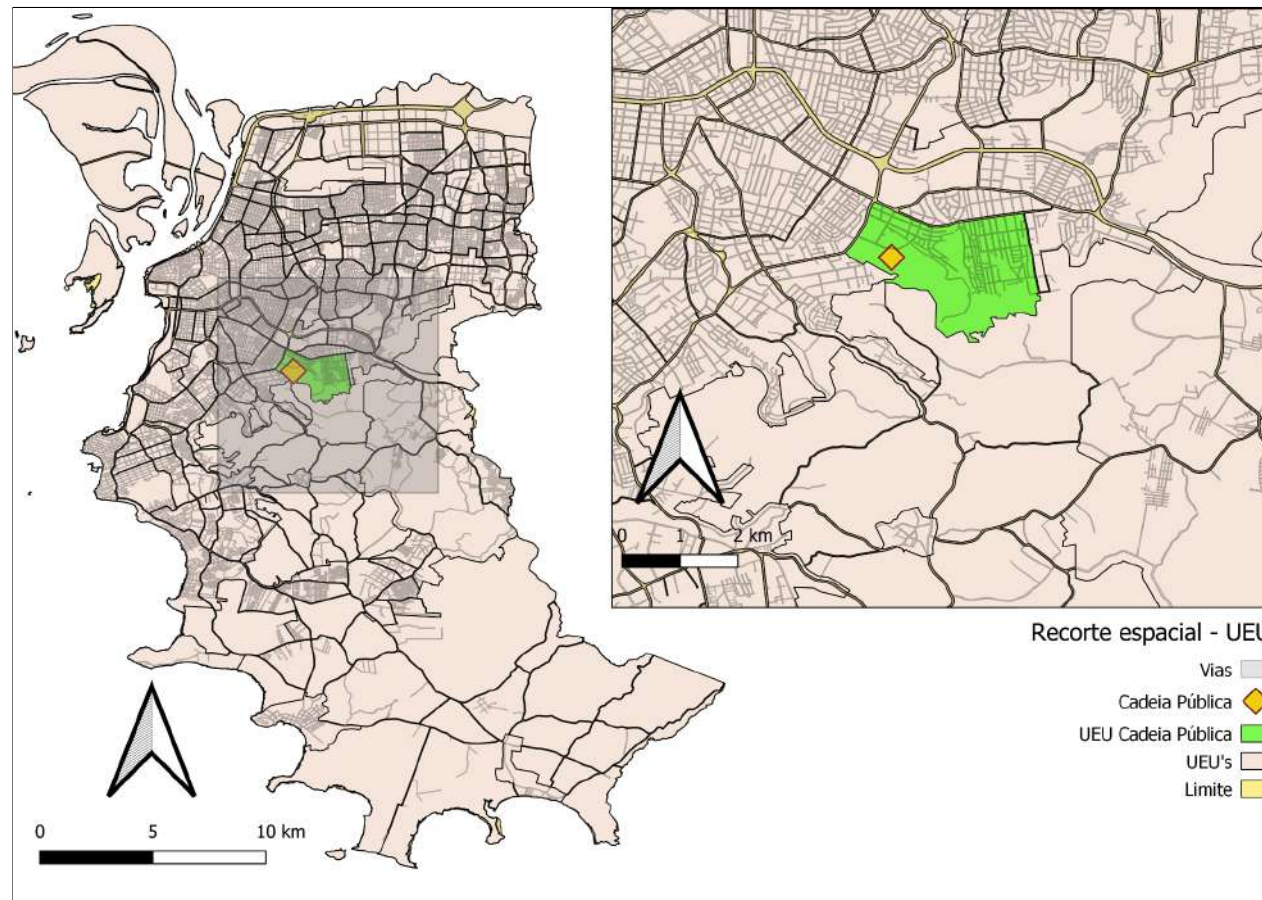 0 1 2 km
Recorte espacial - UEU
Vias
Cadeia Pública
UEU Cadeia Pública
UEU's
Limite
0 5 10 km